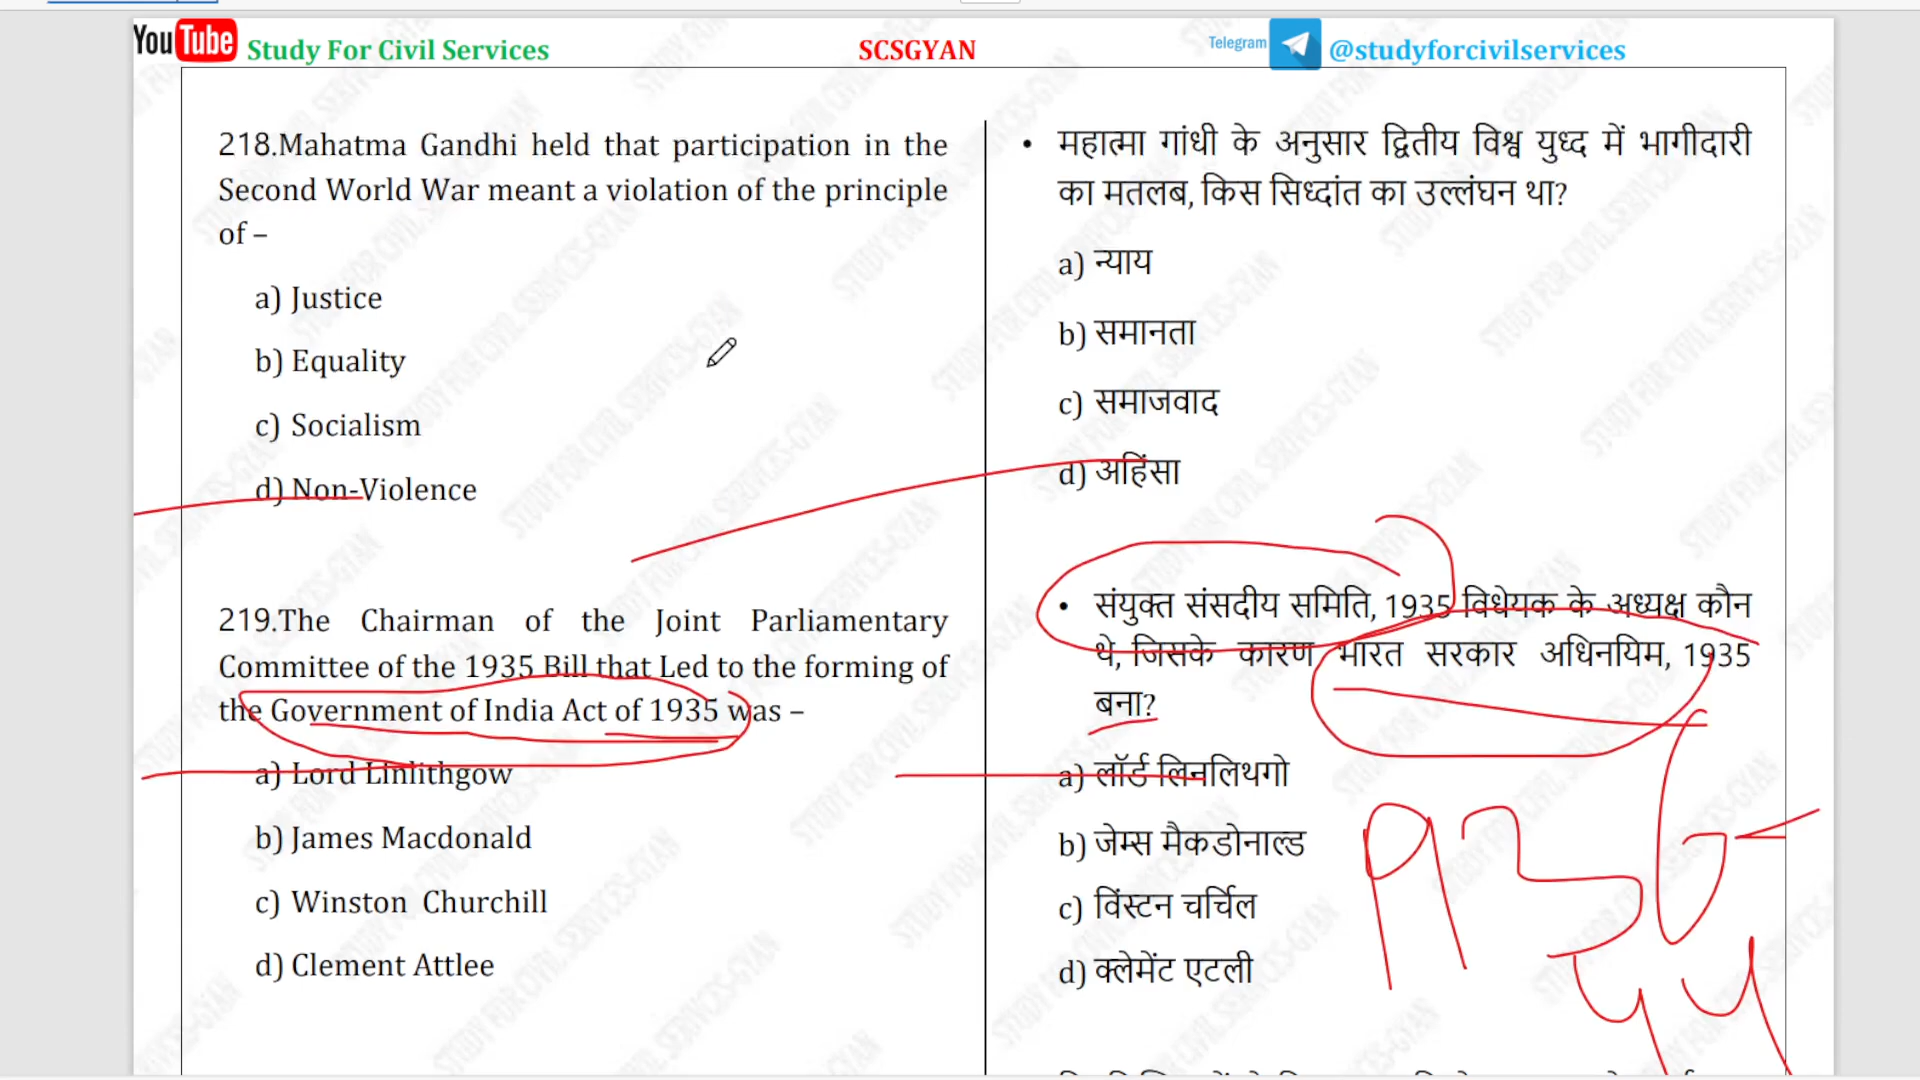 YouTube Study For Civil Services SCSGYAN Telegram @studyforcivilservices
218.Mahatma Gandhi held that participation in the
Second World War meant a violation of the principle
of –
a) Justice
b) Equality
c) Socialism
d) Non-Violence
219.The Chairman of the Joint Parliamentary
Committee of the 1935 Bill that Led to the forming of
the Government of India Act of 1935 was –
a) Lord Linlithgow
b) James Macdonald
c) Winston Churchill
d) Clement Attlee
• महात्मा गांधी के अनुसार द्वितीय विश्व युध्द में भागीदारी
का मतलब, किस सिध्दांत का उल्लंघन था?
a) न्याय
b) समानता
c) समाजवाद
d) अहिंसा
• संयुक्त संसदीय समिति, 1935 विधेयक के अध्यक्ष कौन
थे, जिसके कारण भारत सरकार अधिनयिम, 1935
बना?
a) लॉर्ड लिनलिथगो
b) जेम्स मैकडोनाल्ड
c) विंस्टन चर्चिल
d) क्लेमेंट एटली